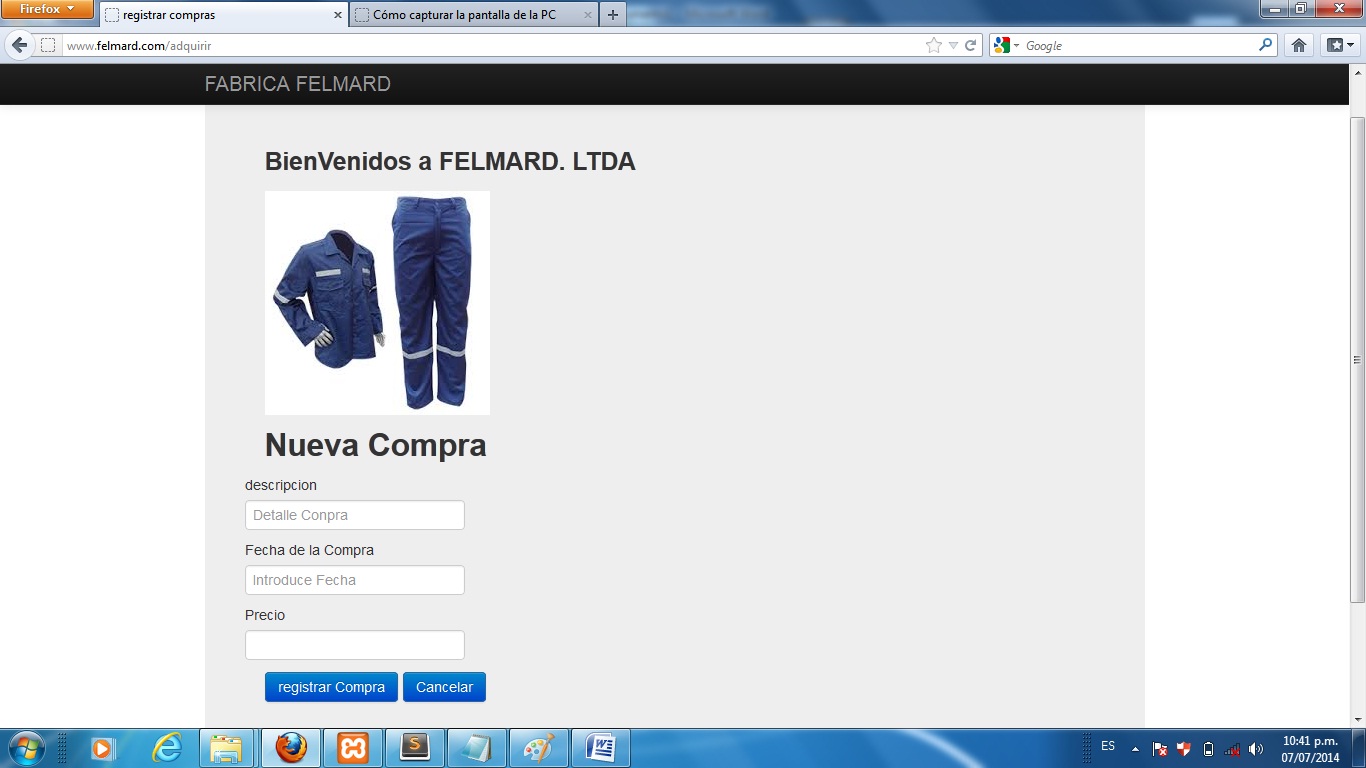 Firefox
registrar compras
Cómo capturar la pantalla de la PC
www.felmard.com/adquirir
Google
FABRICA FELMARD
BienVenidos a FELMARD. LTDA
Nueva Compra
descripcion
Detalle Conpra
Fecha de la Compra
Introduce Fecha
Precio
registrar Compra
Cancelar
ES
10:41 p.m.
07/07/2014